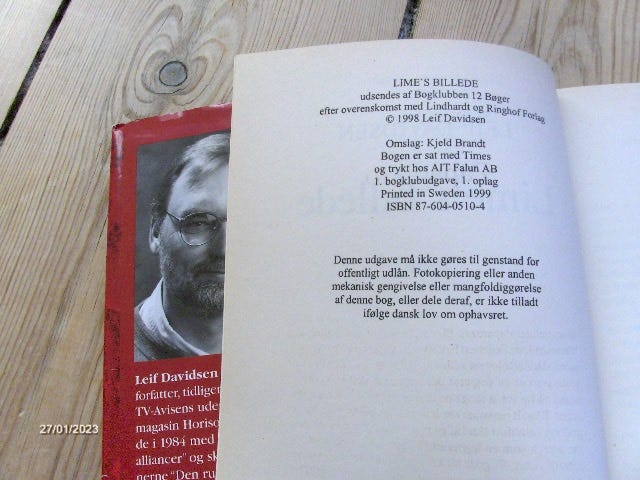 LIME'S BILLEDE
udsendes af Bogklubben 12 Bøger
efter overenskomst med Lindhardt og Ringhof Forlag
© 1998 Leif Davidsen
Omslag: Kjeld Brandt
Bogen er sat med Times
og trykt hos AIT Falun AB
1. bogklubudgave, 1. oplag
Printed in Sweden 1999
ISBN 87-604-0510-4
Denne udgave må ikke gøres til genstand for
offentligt udlån. Fotokopiering eller anden
mekanisk gengivelse eller mangfoldiggørelse
af denne bog, eller dele deraf, er ikke tilladt
ifølge dansk lov om ophavsret.
Leif Davidsen
forfatter, tidliger
TV-Avisens uden
magasin Horiso
de i 1984 med
alliancer" og sk
nerne "Den ru
27/01/2023